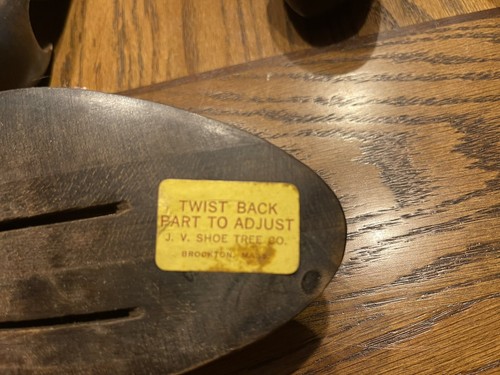 TWIST BACK
PART TO ADJUST
J. V. SHOE TREE CO.
BROCKTON, MASS.